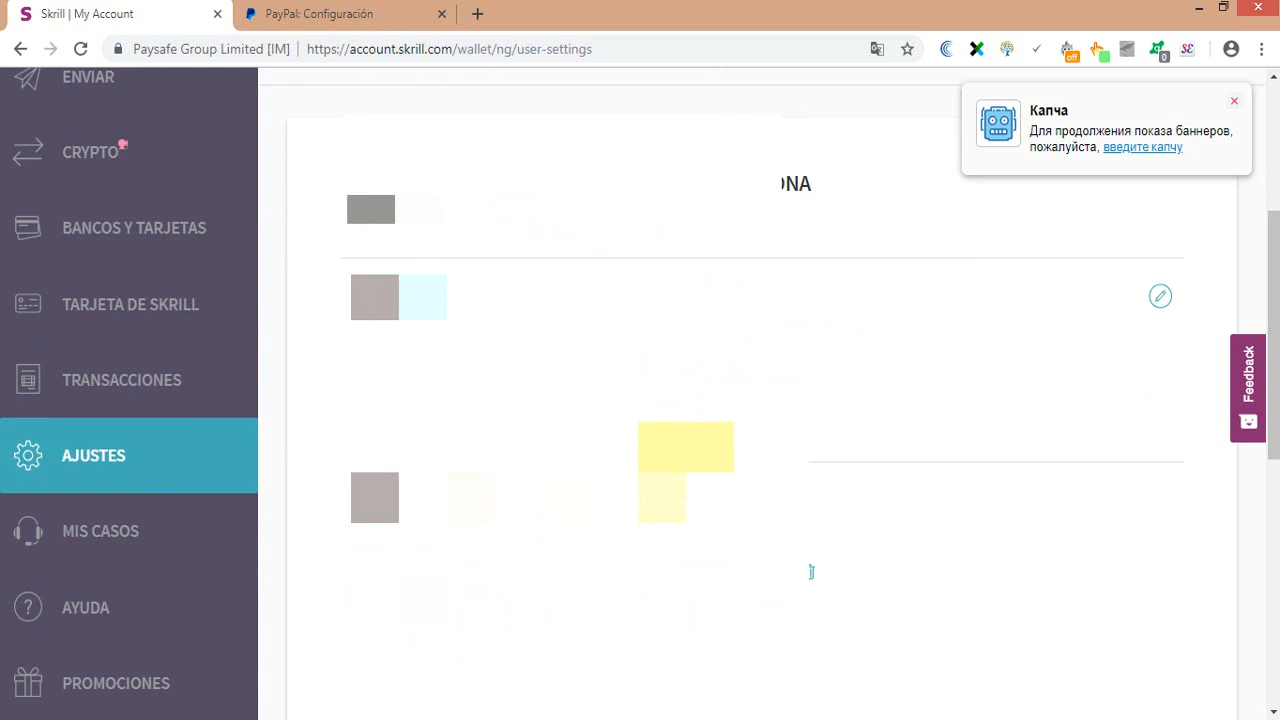 Skrill | My Account
PayPal: Configuración
Paysafe Group Limited [IM]
https://account.skrill.com/wallet/ng/user-settings
off
0
ENVIAR
CRYPTO
BANCOS Y TARJETAS
TARJETA DE SKRILL
TRANSACCIONES
AJUSTES
MIS CASOS
AYUDA
PROMOCIONES
Капча
Для продолжения показа баннеров,
пожалуйста, введите капчу
Feedback